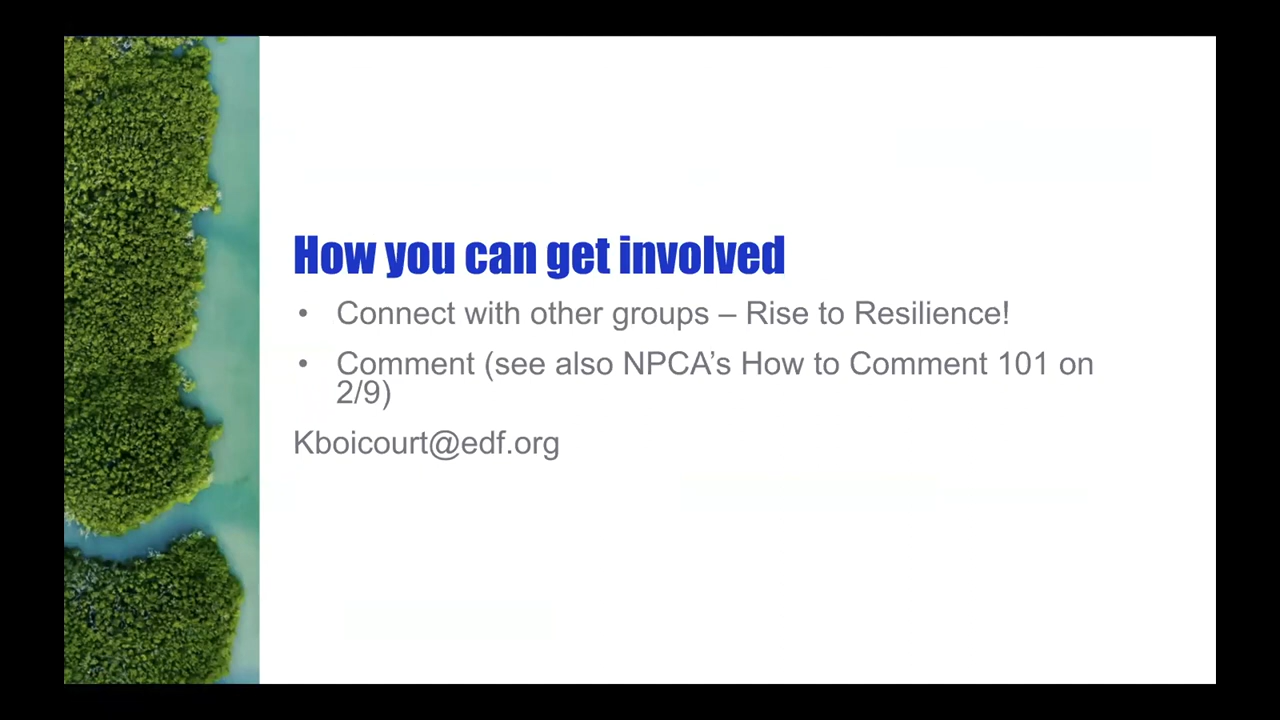 How you can get involved
• Connect with other groups – Rise to Resilience!
• Comment (see also NPCA’s How to Comment 101 on
2/9)
Kboicourt@edf.org